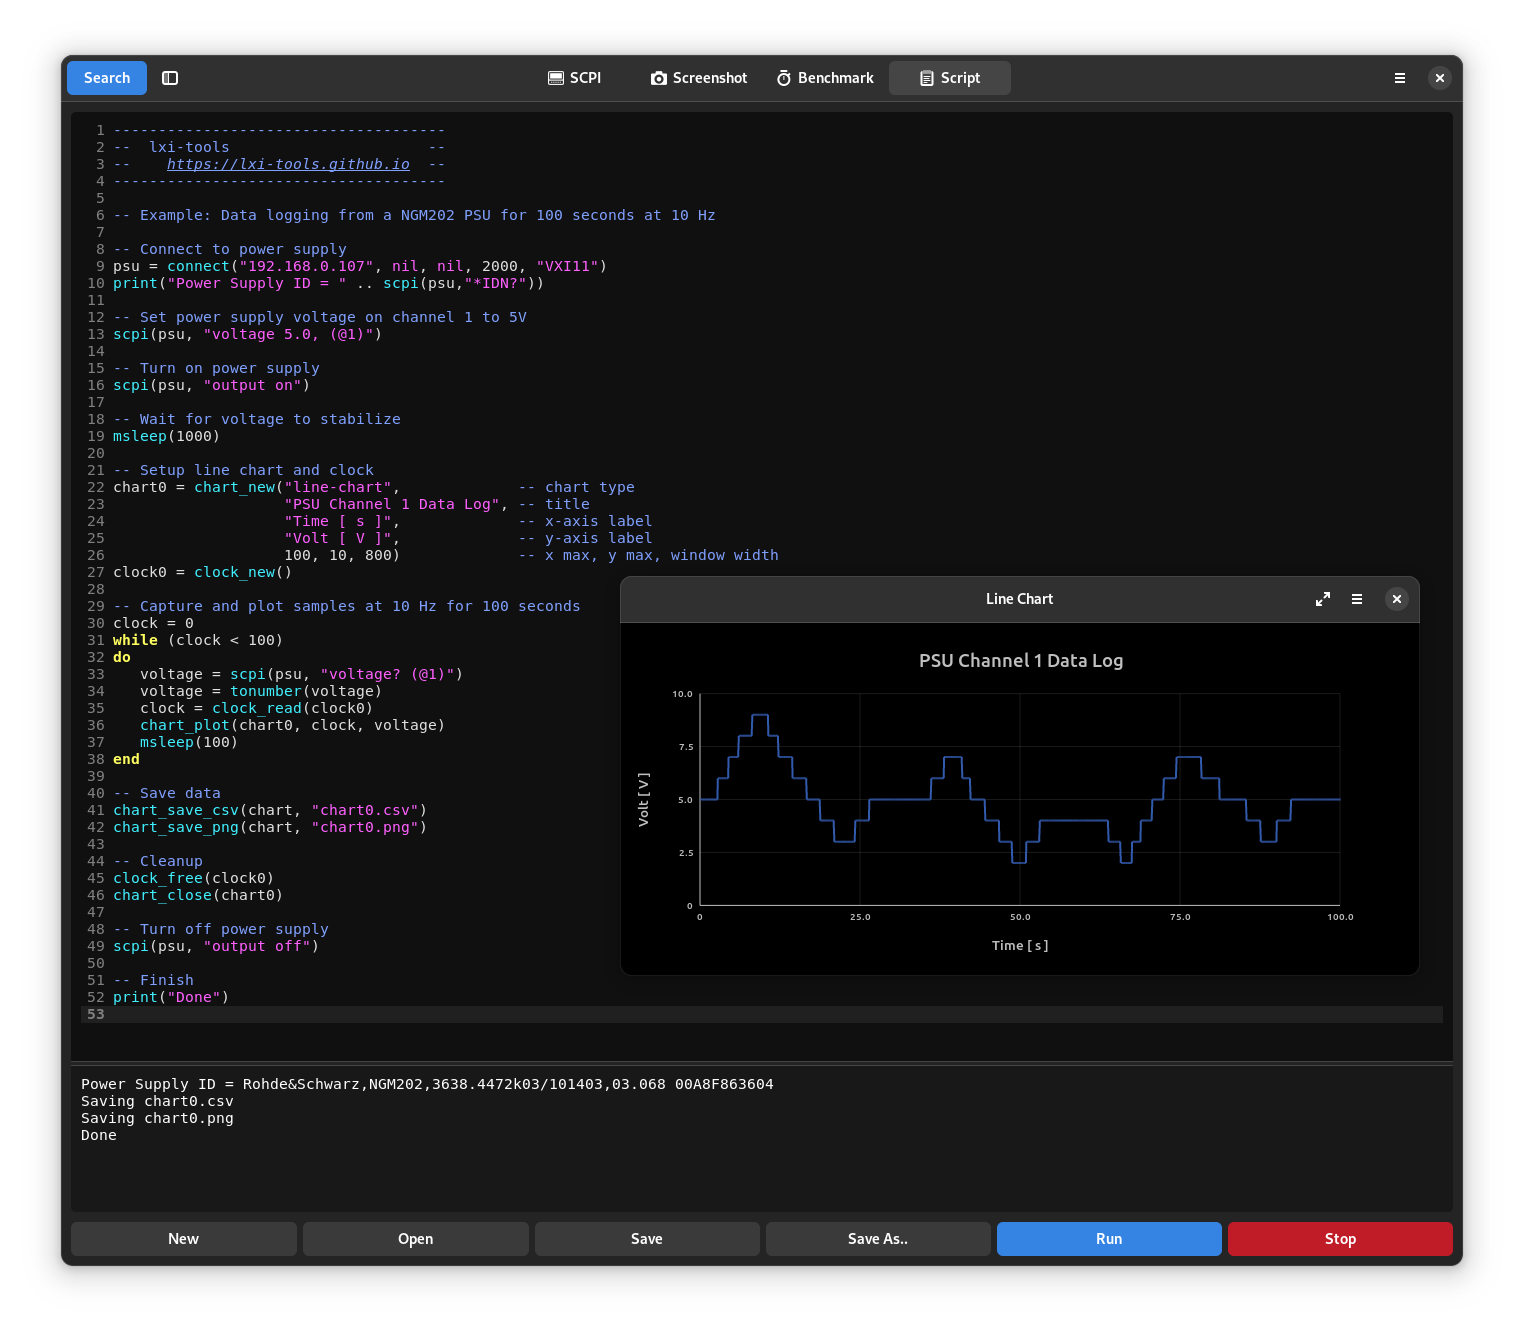 Search SCPI Screenshot Benchmark Script
1 -------------------------------------
2 --  lxi-tools                      --
3 --    https://lxi-tools.github.io  --
4 -------------------------------------
5
6 -- Example: Data logging from a NGM202 PSU for 100 seconds at 10 Hz
7
8 -- Connect to power supply
9 psu = connect("192.168.0.107", nil, nil, 2000, "VXI11")
10 print("Power Supply ID = " .. scpi(psu,"*IDN?"))
11
12 -- Set power supply voltage on channel 1 to 5V
13 scpi(psu, "voltage 5.0, (@1)")
14
15 -- Turn on power supply
16 scpi(psu, "output on")
17
18 -- Wait for voltage to stabilize
19 msleep(1000)
20
21 -- Setup line chart and clock
22 chart0 = chart_new("line-chart",             -- chart type
23                    "PSU Channel 1 Data Log", -- title
24                    "Time [ s ]",             -- x-axis label
25                    "Volt [ V ]",             -- y-axis label
26                    100, 10, 800)             -- x max, y max, window width
27 clock0 = clock_new()
28
29 -- Capture and plot samples at 10 Hz for 100 seconds
30 clock = 0
31 while (clock < 100)
32 do
33    voltage = scpi(psu, "voltage? (@1)")
34    voltage = tonumber(voltage)
35    clock = clock_read(clock0)
36    chart_plot(chart0, clock, voltage)
37    msleep(100)
38 end
39
40 -- Save data
41 chart_save_csv(chart, "chart0.csv")
42 chart_save_png(chart, "chart0.png")
43
44 -- Cleanup
45 clock_free(clock0)
46 chart_close(chart0)
47
48 -- Turn off power supply
49 scpi(psu, "output off")
50
51 -- Finish
52 print("Done")
53
Line Chart
PSU Channel 1 Data Log
Volt [ V ]
10.0
7.5
5.0
2.5
0
0 25.0 50.0 75.0 100.0
Time [ s ]
Power Supply ID = Rohde&Schwarz,NGM202,3638.4472k03/101403,03.068 00A8F863604
Saving chart0.csv
Saving chart0.png
Done
New Open Save Save As.. Run Stop